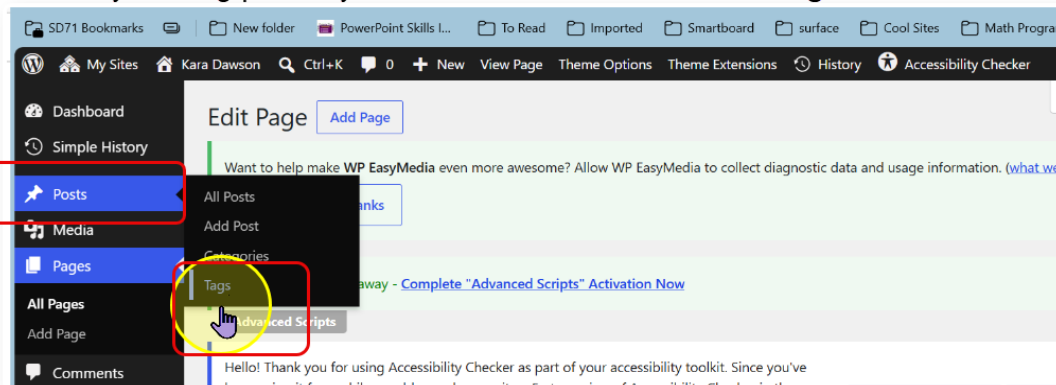 SD71 Bookmarks New folder PowerPoint Skills I... To Read Imported Smartboard surface Cool Sites Math Progra
My Sites Kara Dawson Ctrl+K 0 New View Page Theme Options Theme Extensions History Accessibility Checker
Dashboard
Simple History
Posts
Media
Pages
All Pages
Add Page
Comments
All Posts
Add Post
Categories
Tags
Edit Page Add Page
Want to help make WP EasyMedia even more awesome? Allow WP EasyMedia to collect diagnostic data and usage information. (what we
anks
away - Complete "Advanced Scripts" Activation Now
Advanced Scripts
Hello! Thank you for using Accessibility Checker as part of your accessibility toolkit. Since you've